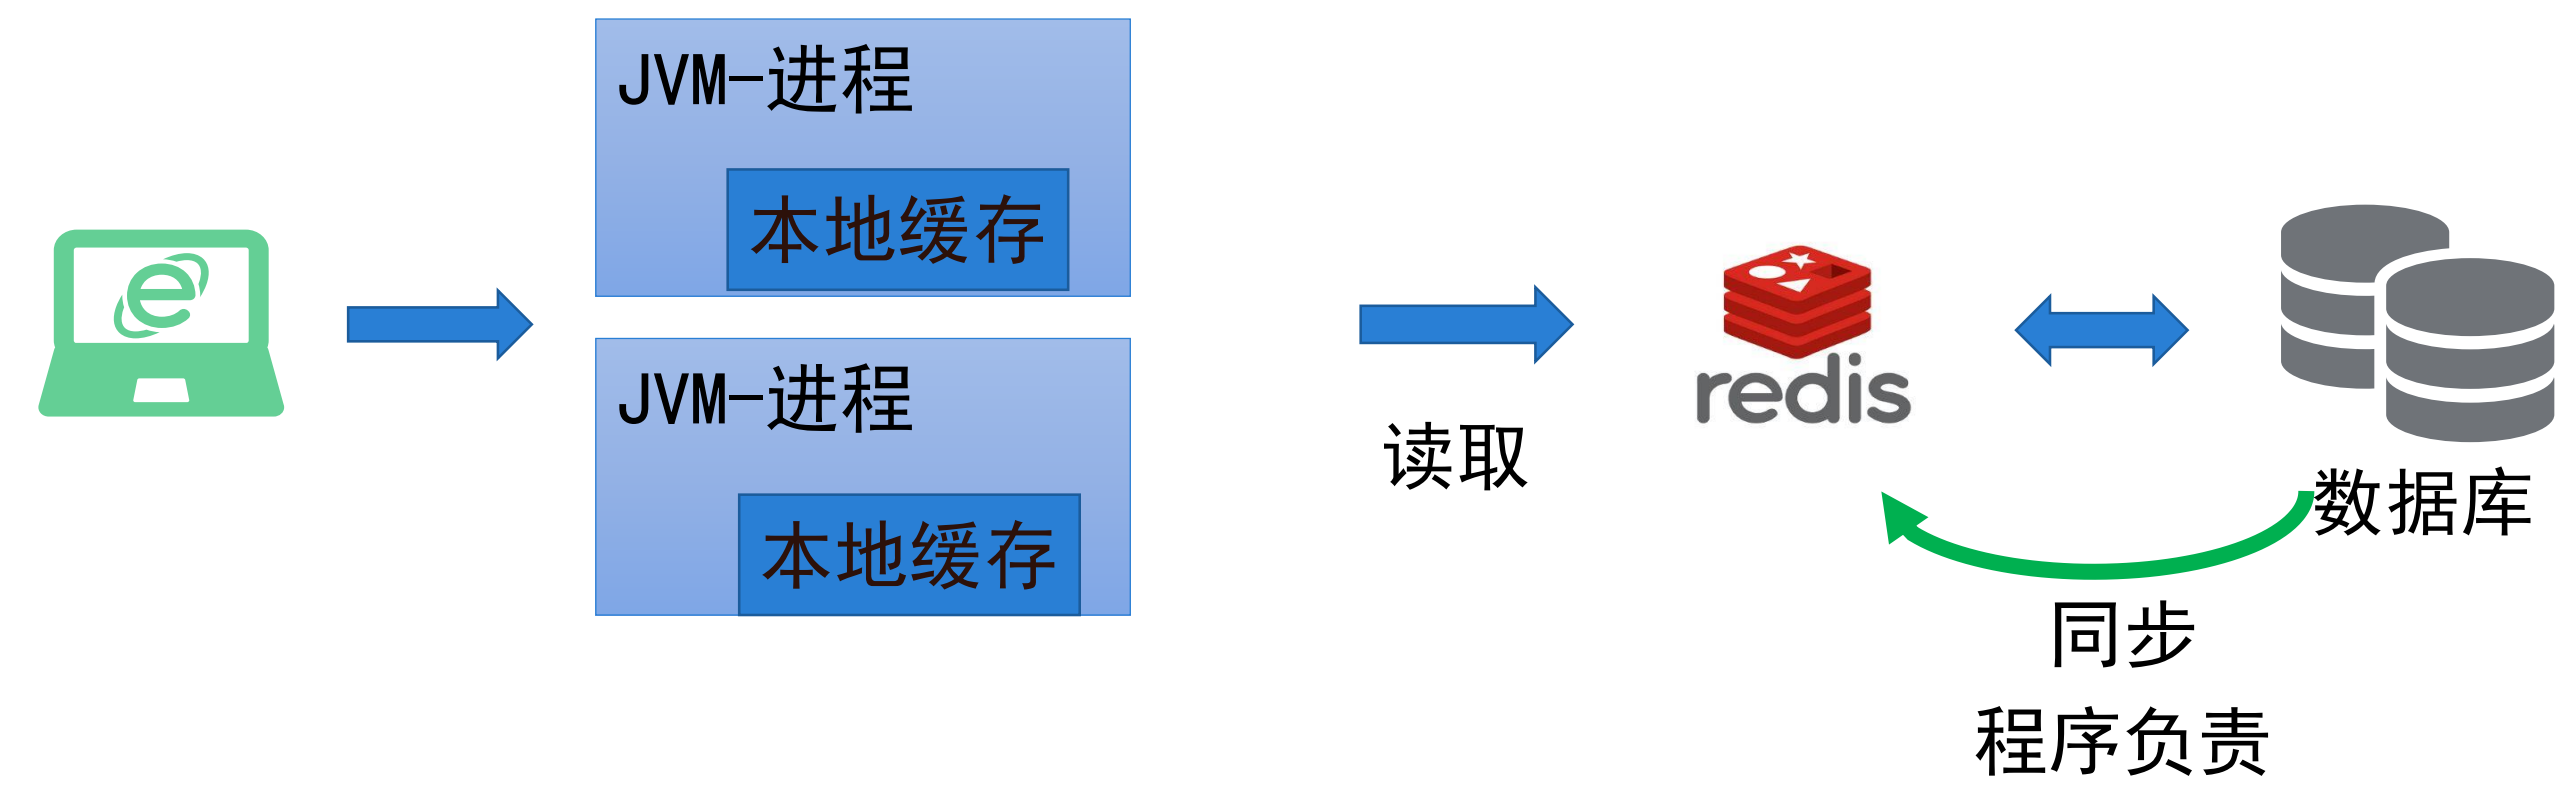 JVM-进程
本地缓存
JVM-进程
本地缓存
读取
redis
数据库
同步
程序负责